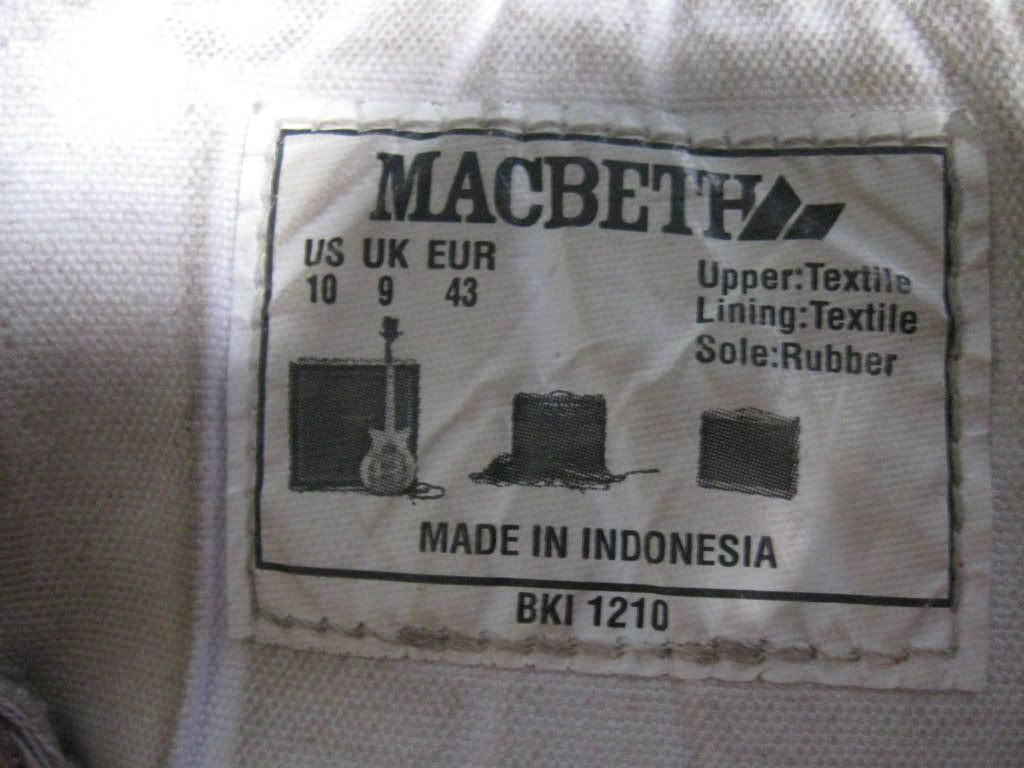 MACBETH
US UK EUR
10 9 43
Upper:Textile
Lining:Textile
Sole:Rubber
MADE IN INDONESIA
BKI 1210